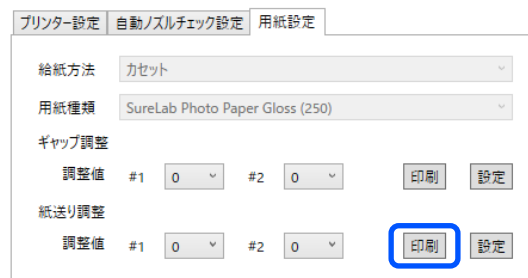 プリンター設定 自動ノズルチェック設定 用紙設定
給紙方法 カセット
用紙種類 SureLab Photo Paper Gloss (250)
ギャップ調整
調整値 #1 0 #2 0 印刷 設定
紙送り調整
調整値 #1 0 #2 0 印刷 設定